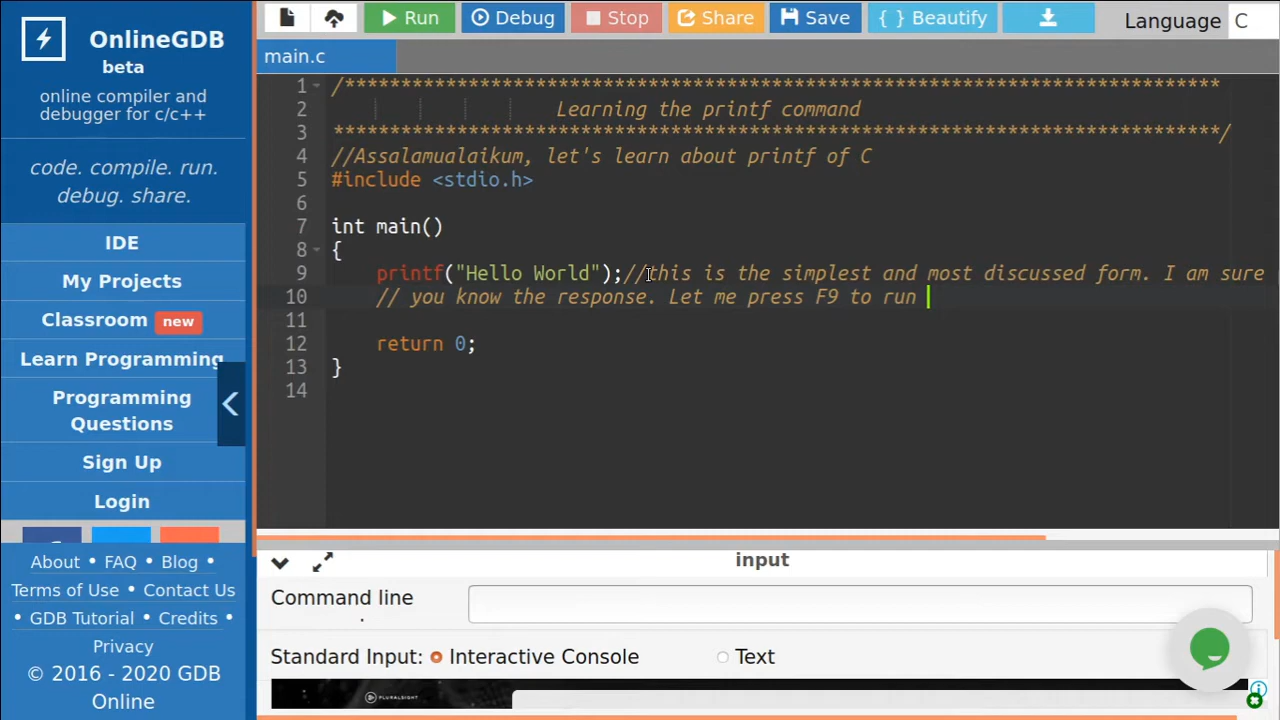 OnlineGDB
beta
online compiler and
debugger for c/c++
code. compile. run.
debug. share.
IDE
My Projects
Classroom new
Learn Programming
Programming
Questions
Sign Up
Login
About • FAQ • Blog •
Terms of Use • Contact Us
• GDB Tutorial • Credits •
Privacy
© 2016 - 2020 GDB
Online
Run Debug Stop Share Save { } Beautify Language C
main.c
1 /******************************************************************************
2 Learning the printf command
3 *******************************************************************************/
4 //Assalamualaikum, let's learn about printf of C
5 #include <stdio.h>
6
7 int main()
8 {
9 printf("Hello World");//this is the simplest and most discussed form. I am sure
10 // you know the response. Let me press F9 to run
11
12 return 0;
13 }
14
input
Command line
Standard Input: Interactive Console Text
PLURALSIGHT